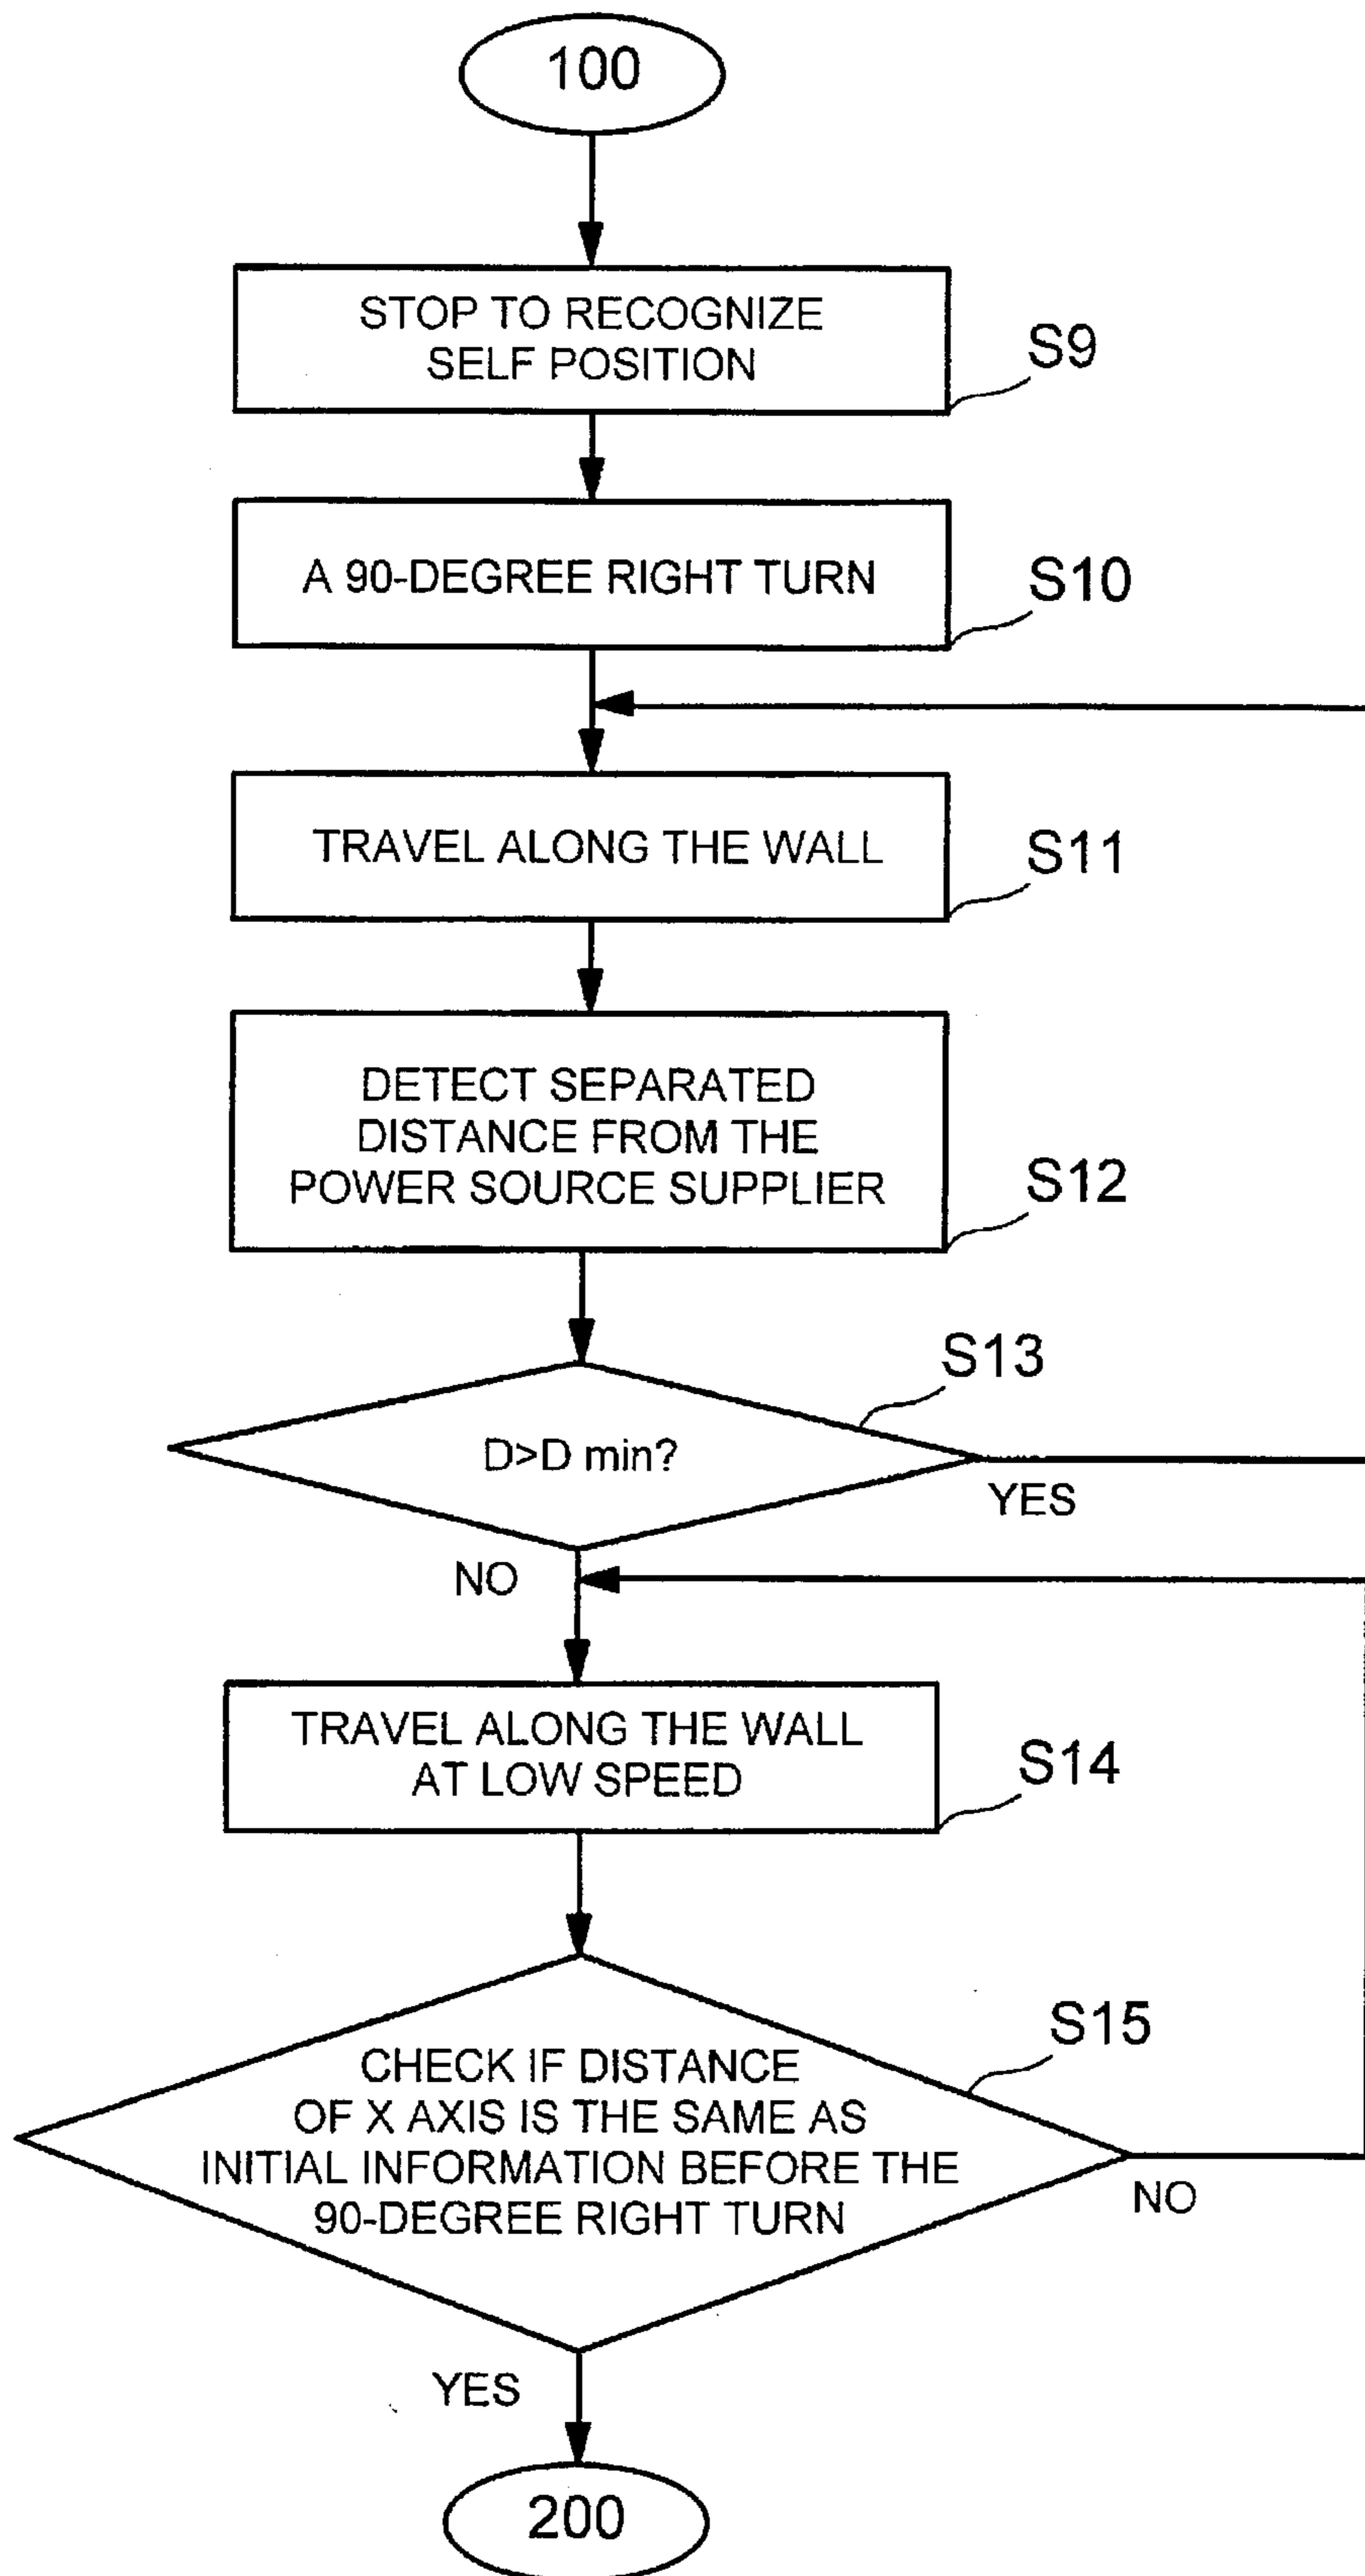 100
STOP TO RECOGNIZE
SELF POSITION
S9
A 90-DEGREE RIGHT TURN
S10
TRAVEL ALONG THE WALL
S11
DETECT SEPARATED
DISTANCE FROM THE
POWER SOURCE SUPPLIER
S12
S13
D>D min?
YES
NO
TRAVEL ALONG THE WALL
AT LOW SPEED
S14
S15
CHECK IF DISTANCE
OF X AXIS IS THE SAME AS
INITIAL INFORMATION BEFORE THE
90-DEGREE RIGHT TURN
NO
YES
200